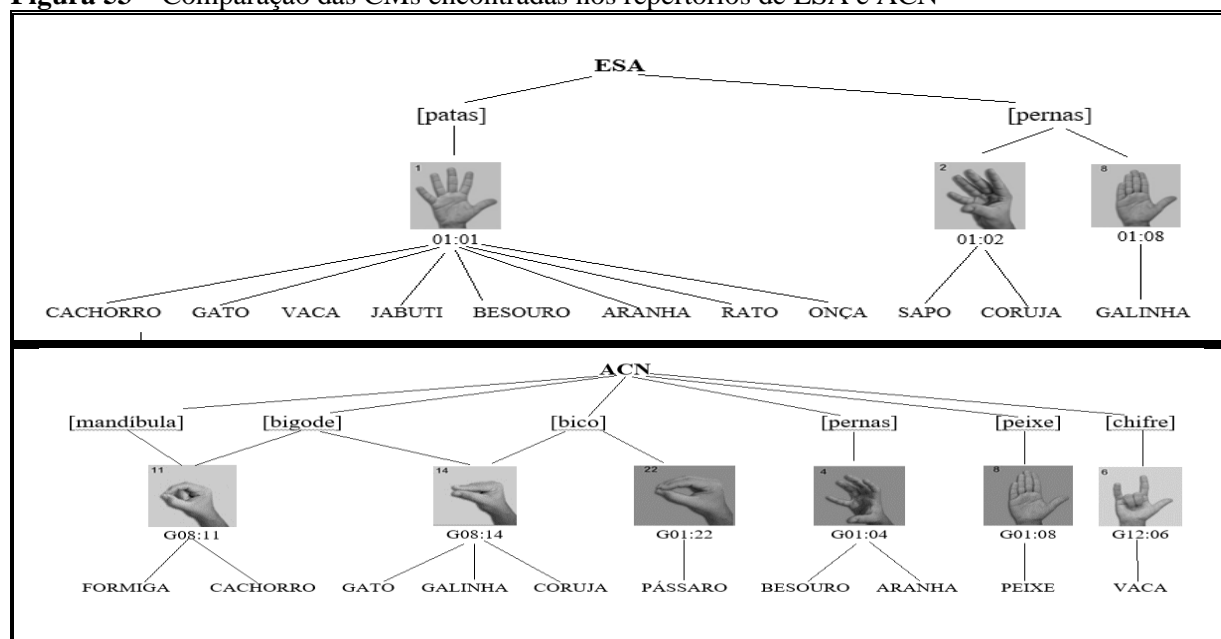 Figura 53 – Comparação das CMs encontradas nos repertórios de ESA e ACN
ESA
[patas] [pernas]
1 2 8
01:01 01:02 01:08
CACHORRO GATO VACA JABUTI BESOURO ARANHA RATO ONÇA SAPO CORUJA GALINHA
ACN
[mandíbula] [bigode] [bico] [pernas] [peixe] [chifre]
11 14 22 4 8 6
G08:11 G08:14 G01:22 G01:04 G01:08 G12:06
FORMIGA CACHORRO GATO GALINHA CORUJA PÁSSARO BESOURO ARANHA PEIXE VACA